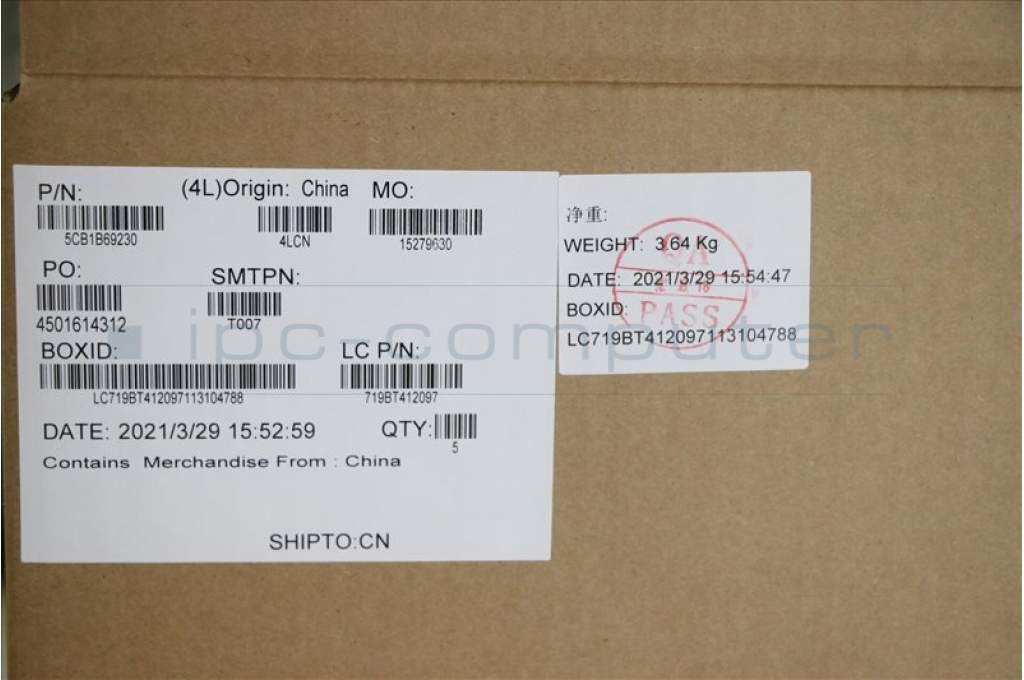 P/N: (4L)Origin: China MO:
5CB1B69230 4LCN 15279630
PO: SMTPN:
4501614312 T007
BOXID: LC P/N:
LC719BT412097113104788 719BT412097
DATE: 2021/3/29 15:52:59 QTY:
5
Contains Merchandise From : China
SHIPTO:CN
净重:
WEIGHT: 3.64 Kg
DATE: 2021/3/29 15:54:47
BOXID:
LC719BT412097113104788
QA
PASS
ipc-computer